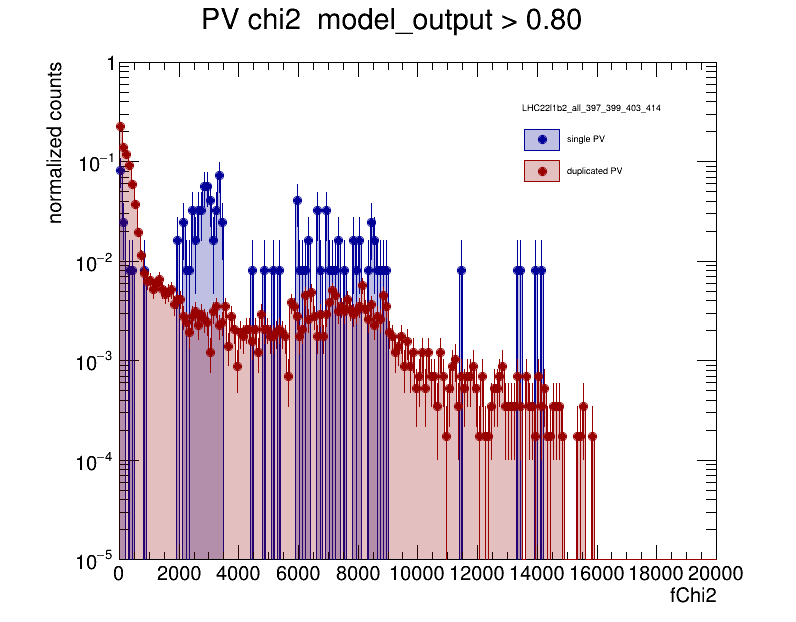 PV chi2 model_output > 0.80
normalized counts
LHC22l1b2_all_397_399_403_414
single PV
duplicated PV
1
10−1
10−2
10−3
10−4
10−5
0 2000 4000 6000 8000 10000 12000 14000 16000 18000 20000
fChi2